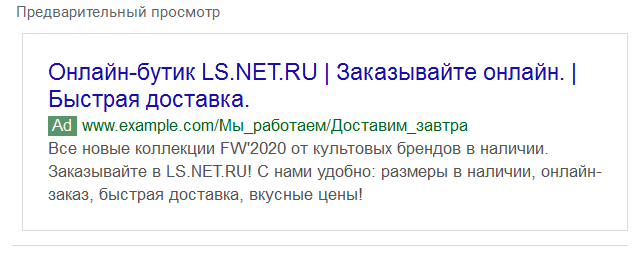 Предварительный просмотр
Онлайн-бутик LS.NET.RU | Заказывайте онлайн. |
Быстрая доставка.
Ad www.example.com/Мы_работаем/Доставим_завтра
Все новые коллекции FW'2020 от культовых брендов в наличии.
Заказывайте в LS.NET.RU! С нами удобно: размеры в наличии, онлайн-
заказ, быстрая доставка, вкусные цены!